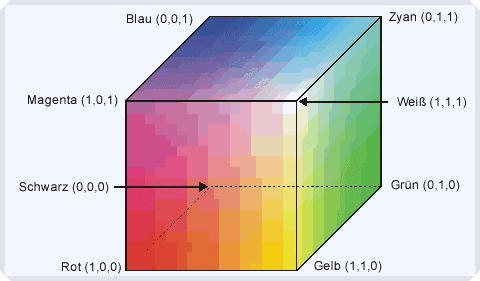 Blau (0,0,1)
Zyan (0,1,1)
Magenta (1,0,1)
Weiß (1,1,1)
Schwarz (0,0,0)
Grün (0,1,0)
Rot (1,0,0)
Gelb (1,1,0)